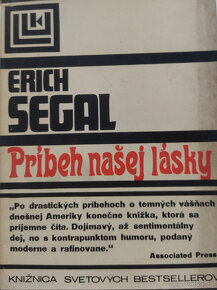 ERICH
SEGAL
Príbeh našej lásky
„Po drastických príbehoch o temných vášňach
dnešnej Ameriky konečne knižka, ktorá sa
príjemne číta. Dojímavý, až sentimentálny
dej, no s kontrapunktom humoru, podaný
moderne a rafinovane."
Associated Press
KNIŽNICA SVETOVÝCH BESTSELLEROV